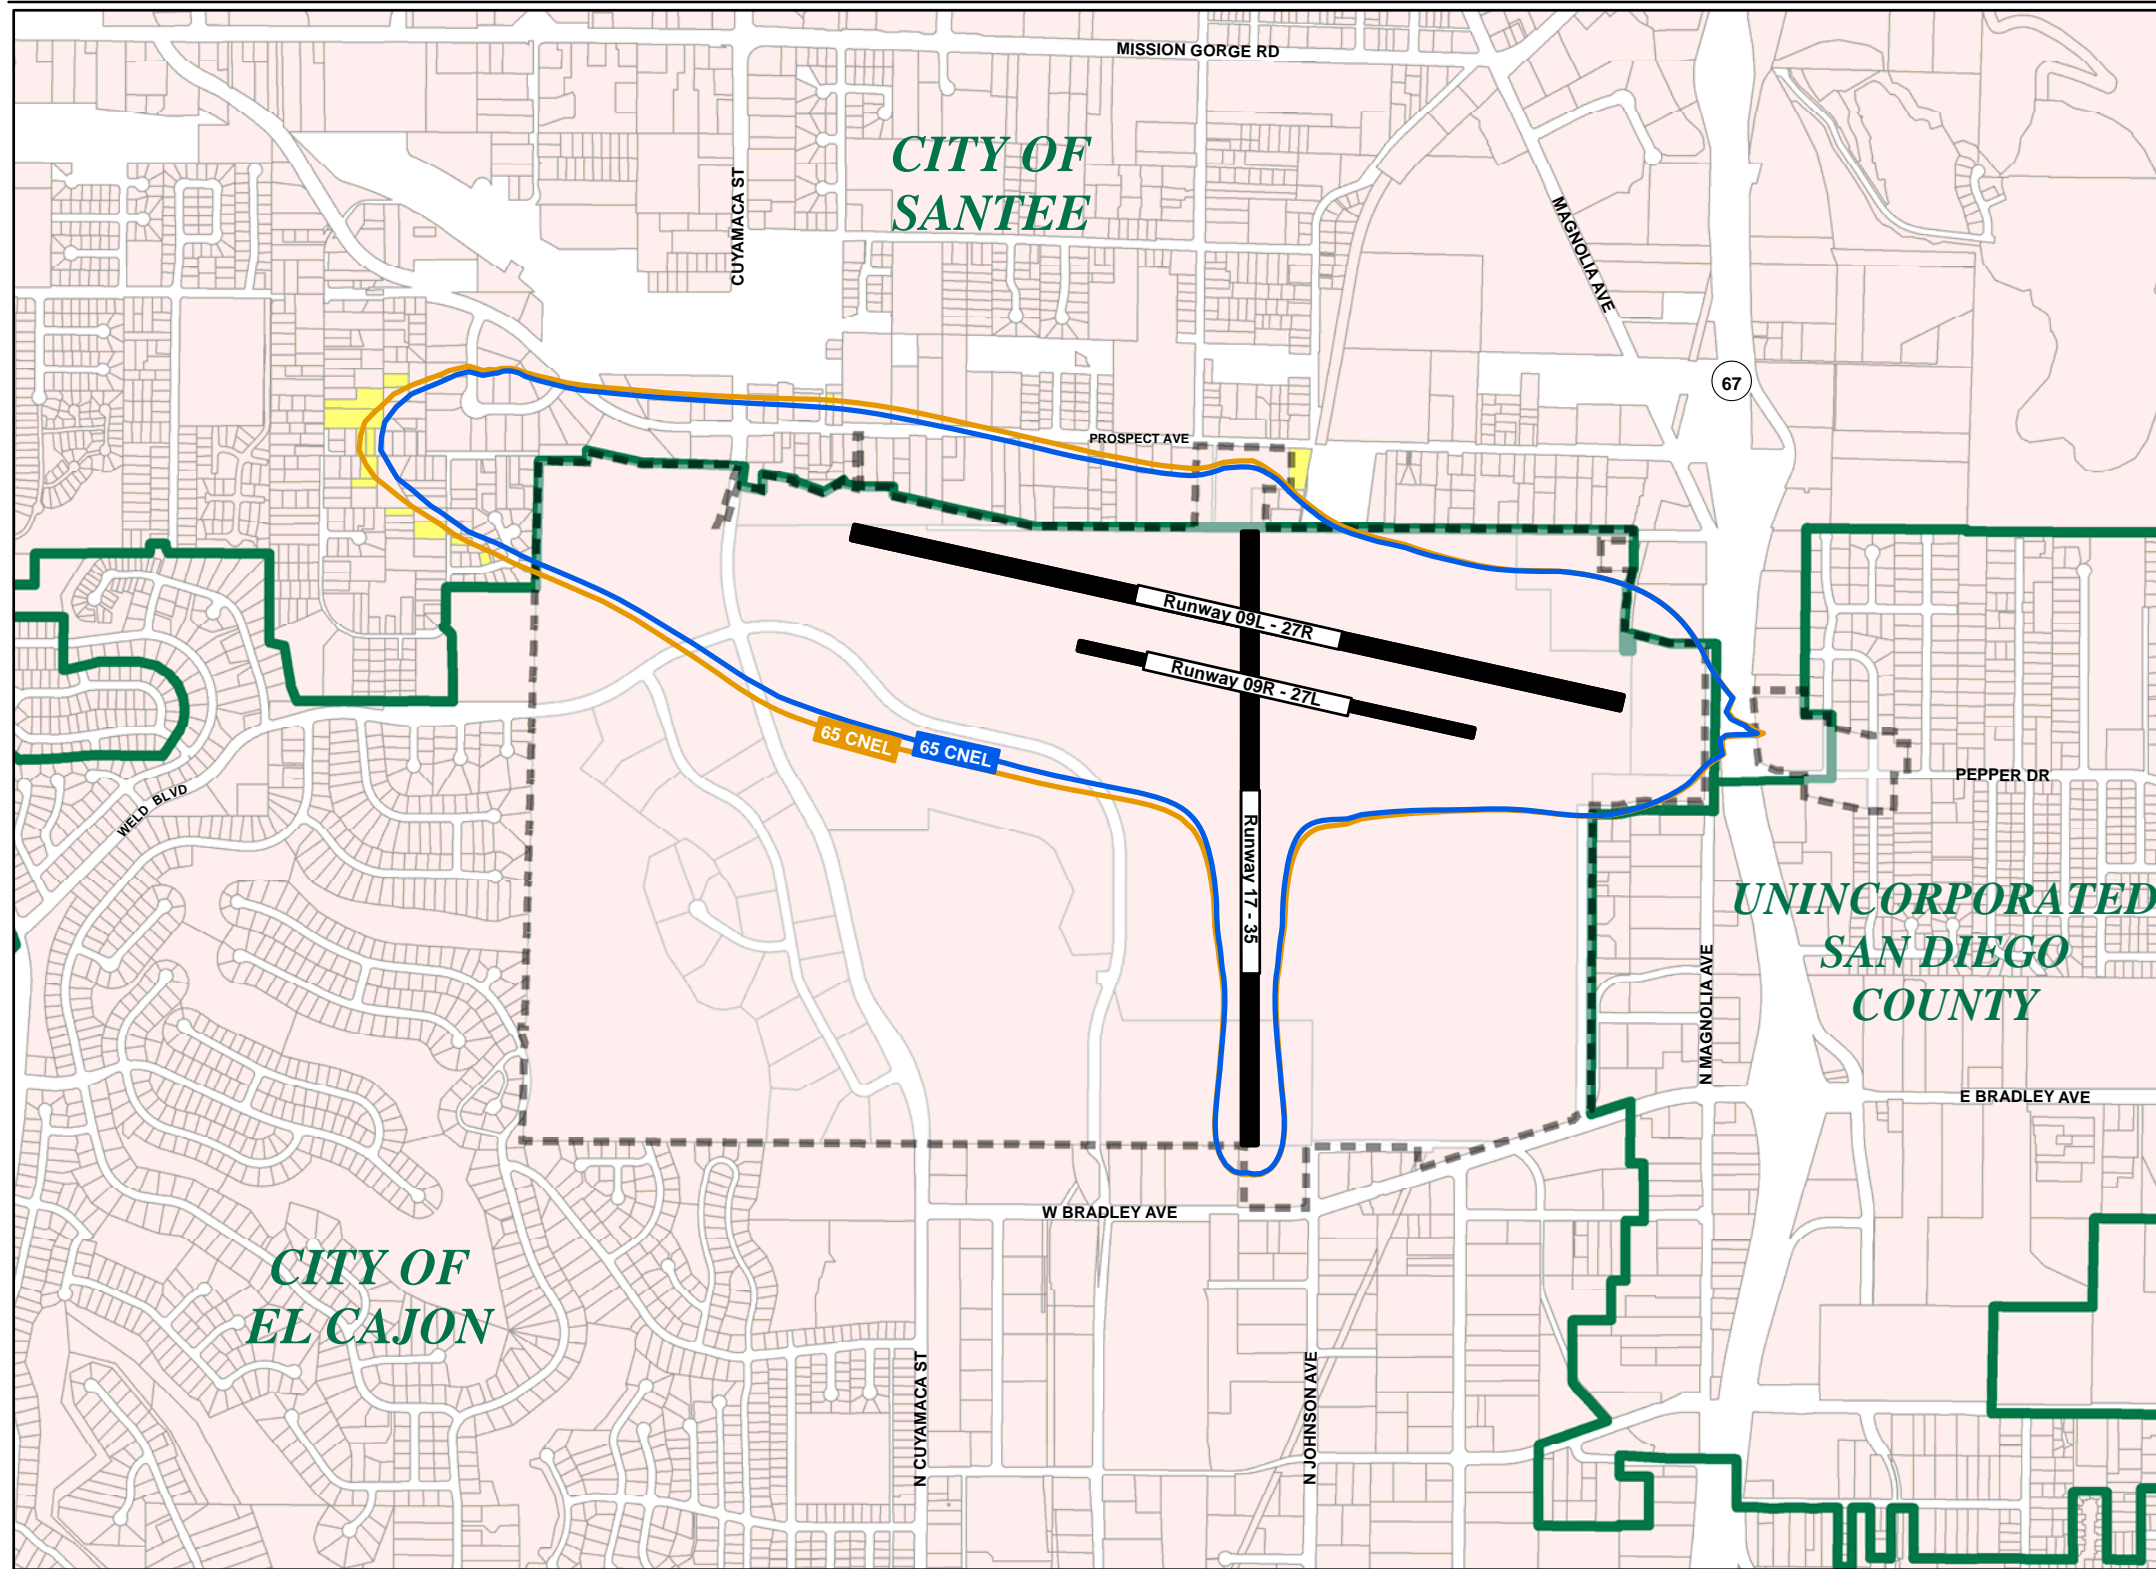 MISSION GORGE RD
CITY OF
SANTEE
CUYAMACA ST
MAGNOLIA AVE
67
PROSPECT AVE
Runway 09L - 27R
Runway 09R - 27L
65 CNEL
65 CNEL
PEPPER DR
WELD BLVD
Runway 17 - 35
UNINCORPORATED
SAN DIEGO
COUNTY
N MAGNOLIA AVE
E BRADLEY AVE
W BRADLEY AVE
CITY OF
EL CAJON
N CUYAMACA ST
N JOHNSON AVE